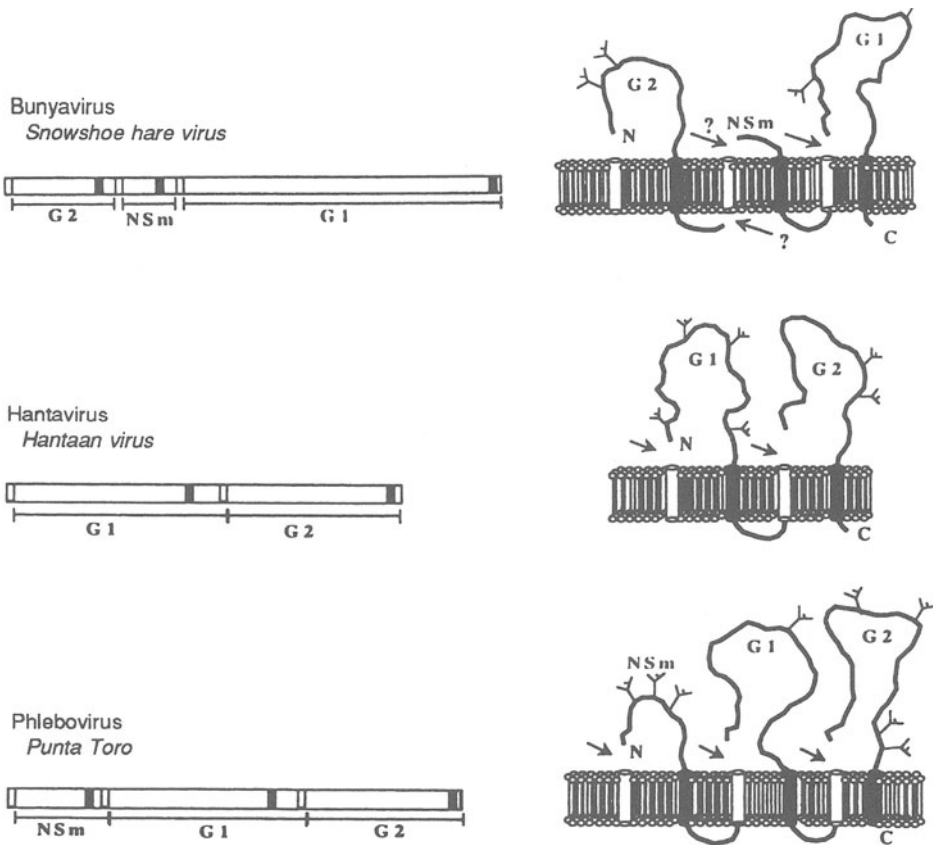 Bunyavirus
Snowshoe hare virus
G2 NSm G1
G2
N
? NSm
G1
?
C
Hantavirus
Hantaan virus
G1 G2
G1
N
G2
C
Phlebovirus
Punta Toro
NSm G1 G2
NSm
N
G1
G2
C